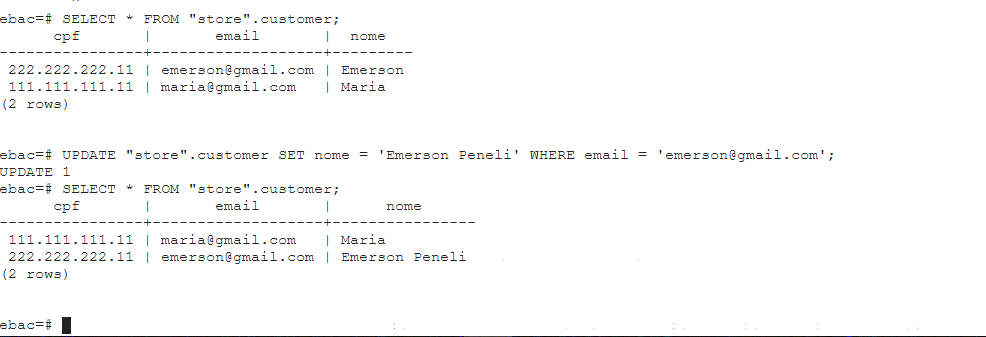 ebac=# SELECT * FROM "store".customer;
      cpf       |       email       |  nome
----------------+-------------------+---------
 222.222.222.11 | emerson@gmail.com | Emerson
 111.111.111.11 | maria@gmail.com   | Maria
(2 rows)
ebac=# UPDATE "store".customer SET nome = 'Emerson Peneli' WHERE email = 'emerson@gmail.com';
UPDATE 1
ebac=# SELECT * FROM "store".customer;
      cpf       |       email       |      nome
----------------+-------------------+----------------
 111.111.111.11 | maria@gmail.com   | Maria
 222.222.222.11 | emerson@gmail.com | Emerson Peneli
(2 rows)
ebac=#